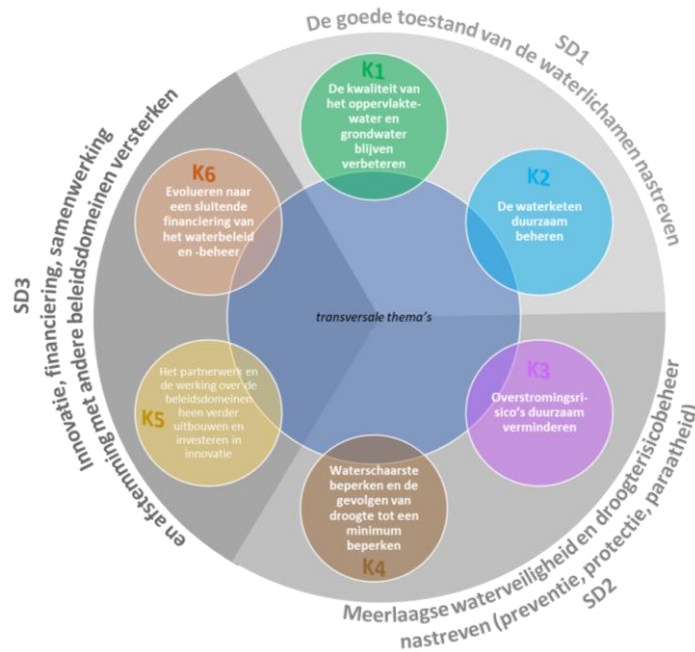 De goede toestand van de waterlichamen nastreven
SD1
K1
De kwaliteit van
het oppervlakte-
water en
grondwater
blijven
verbeteren
K2
De waterketen
duurzaam
beheren
K3
Overstromingsri-
sico's duurzaam
verminderen
Meerlaagse waterveiligheid en droogterisicobeheer
nastreven (preventie, protectie, paraatheid)
SD2
Waterschaarste
beperken en de
gevolgen van
droogte tot een
minimum
beperken
K4
Het partnerwerk en
de werking over de
beleidsdomeinen
heen verder
uitbouwen en
investeren in
innovatie
K5
K6
Evolueren naar
een sluitende
financiering van
het waterbeleid
en -beheer
SD3
Innovatie, financiering, samenwerking
en afstemming met andere beleidsdomeinen versterken
transversale thema's